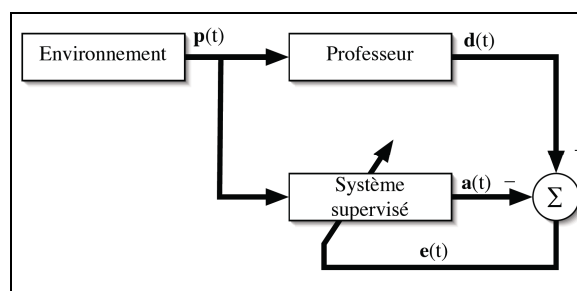 Environnement
p(t)
Professeur
d(t)
Système
supervisé
a(t)
−
Σ
e(t)